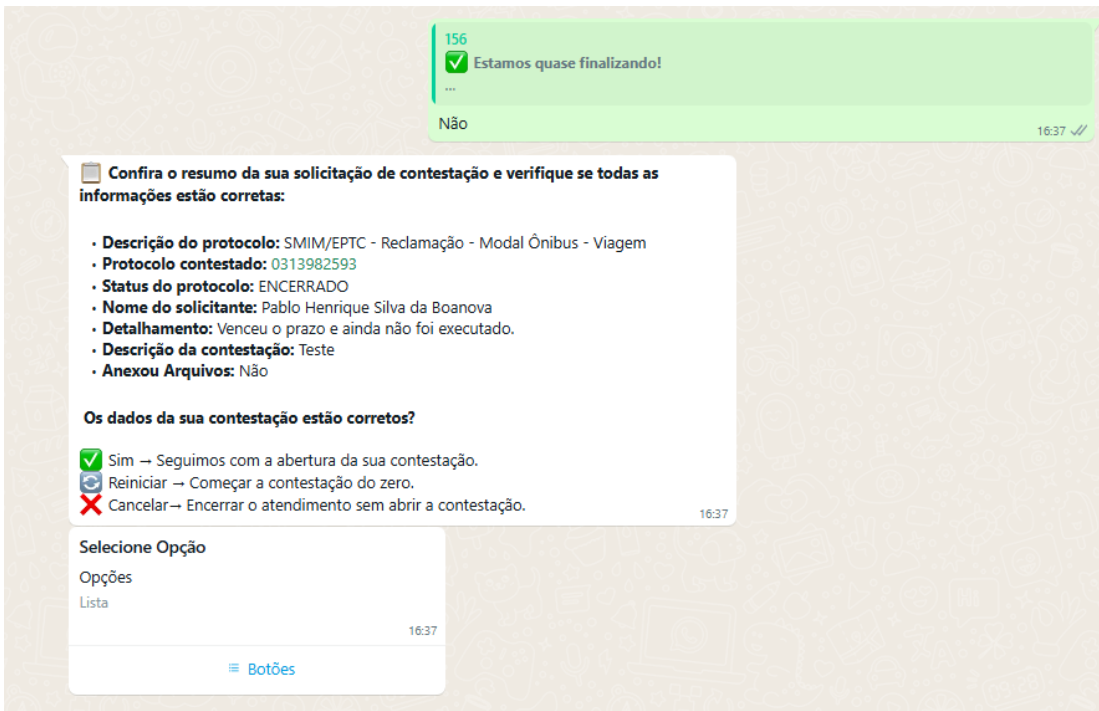 156
✅ Estamos quase finalizando!
...
Não
16:37
📋 Confira o resumo da sua solicitação de contestação e verifique se todas as
informações estão corretas:
• Descrição do protocolo: SMIM/EPTC - Reclamação - Modal Ônibus - Viagem
• Protocolo contestado: 0313982593
• Status do protocolo: ENCERRADO
• Nome do solicitante: Pablo Henrique Silva da Boanova
• Detalhamento: Venceu o prazo e ainda não foi executado.
• Descrição da contestação: Teste
• Anexou Arquivos: Não
Os dados da sua contestação estão corretos?
✅ Sim → Seguimos com a abertura da sua contestação.
🔄 Reiniciar → Começar a contestação do zero.
❌ Cancelar→ Encerrar o atendimento sem abrir a contestação.
16:37
Selecione Opção
Opções
Lista
16:37
Botões